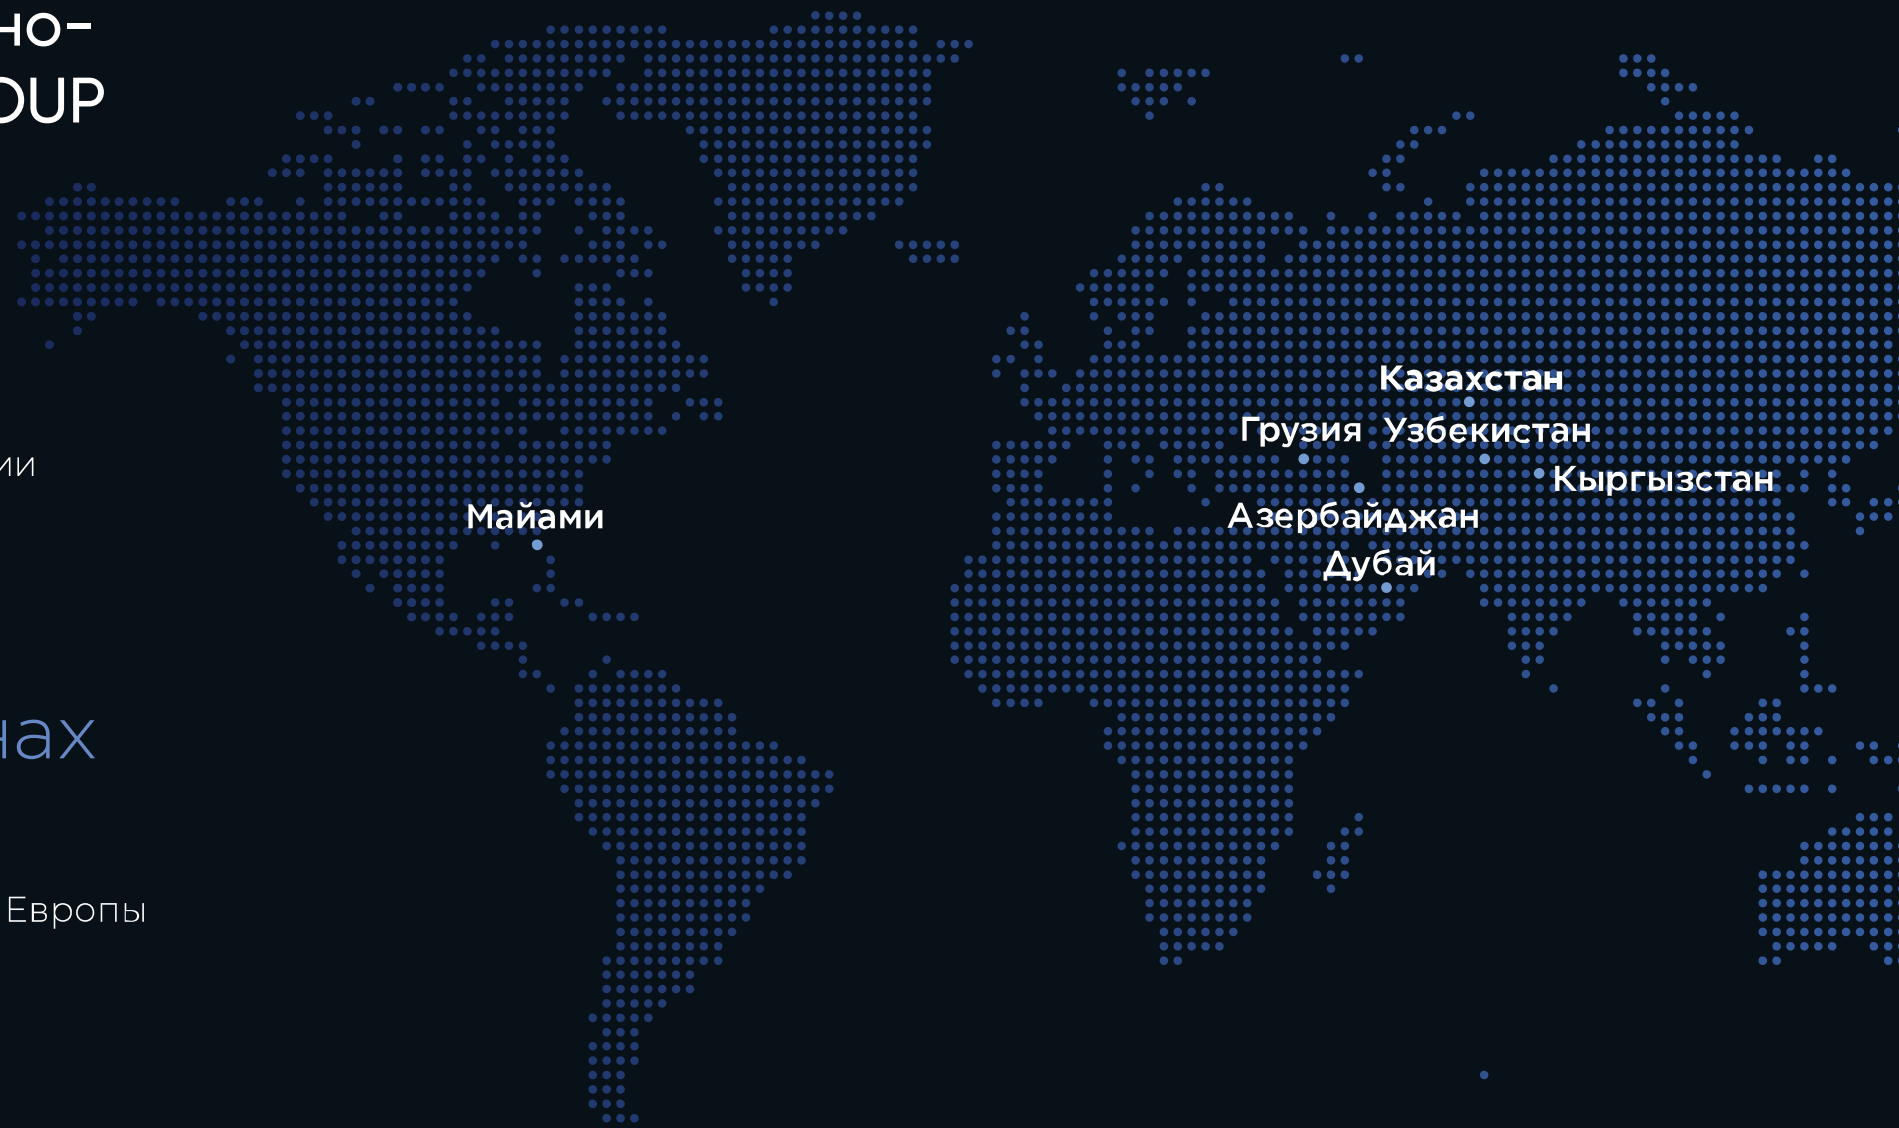 но-
OUP
Казахстан
Грузия
Узбекистан
ии
Кыргызстан
Майами
Азербайджан
Дубай
нах
Европы